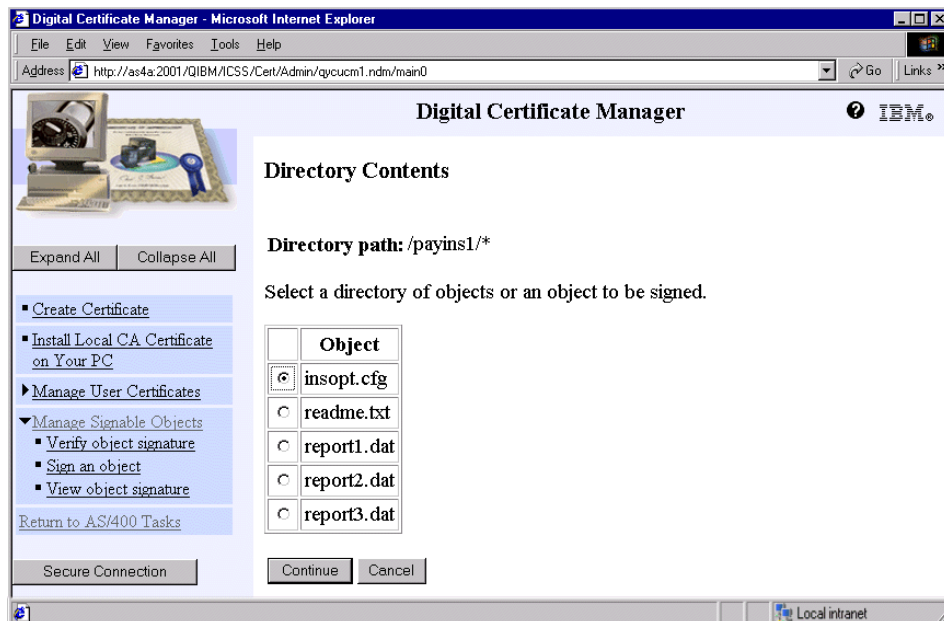 Digital Certificate Manager - Microsoft Internet Explorer
File Edit View Favorites Tools Help
Address http://as4a:2001/QIBM/ICSS/Cert/Admin/qycucm1.ndm/main0 Go Links »
Digital Certificate Manager ? IBM®
Directory Contents
Directory path: /payins1/*
Expand All Collapse All
Select a directory of objects or an object to be signed.
Create Certificate
Install Local CA Certificate
on Your PC
Manage User Certificates
Manage Signable Objects
Verify object signature
Sign an object
View object signature
Return to AS/400 Tasks
Secure Connection
Object
insopt.cfg
readme.txt
report1.dat
report2.dat
report3.dat
Continue Cancel
Local intranet